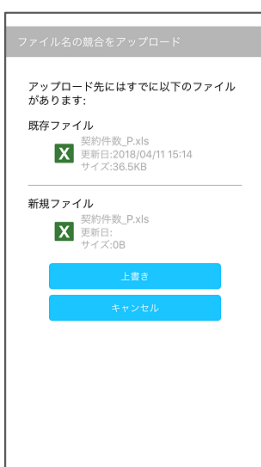 ファイル名の競合をアップロード
アップロード先にはすでに以下のファイル
があります:
既存ファイル
契約件数_P.xls
更新日:2018/04/11 15:14
サイズ:36.5KB
新規ファイル
契約件数_P.xls
更新日:
サイズ:0B
上書き
キャンセル